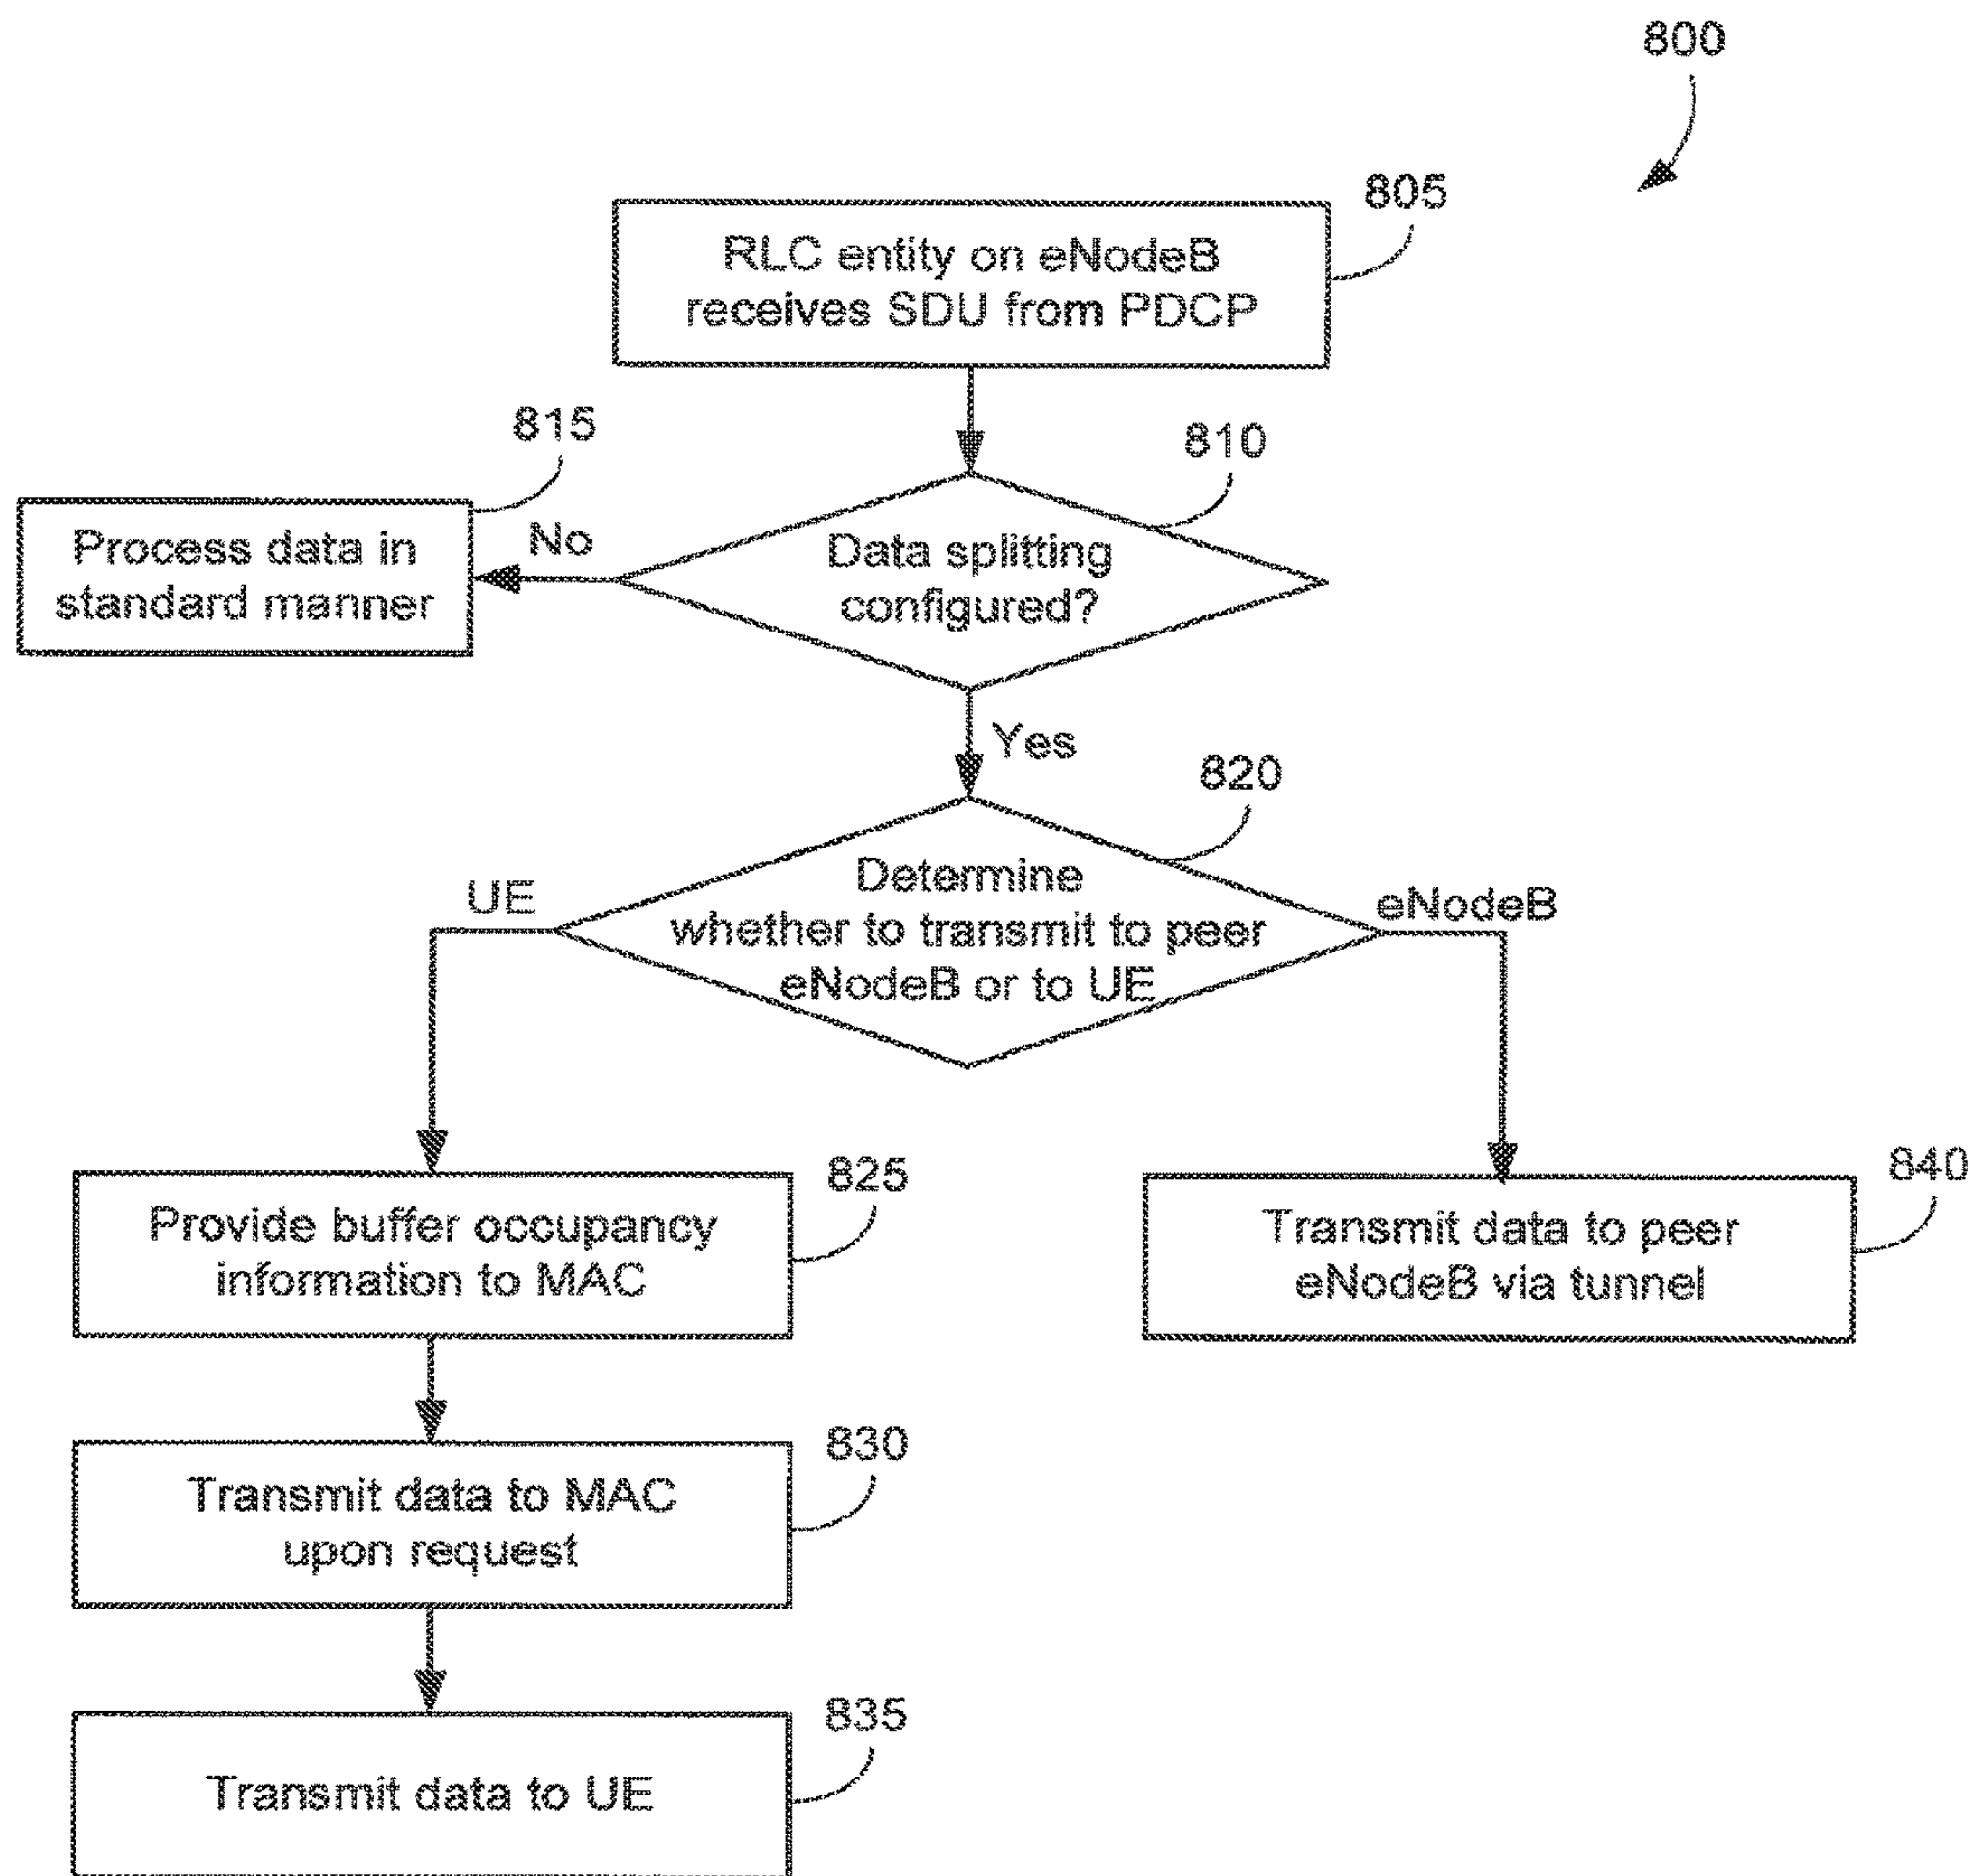 800
805
RLC entity on eNodeB
receives SDU from PDCP
810
Data splitting
configured?
815
No
Process data in
standard manner
Yes
820
Determine
whether to transmit to peer
eNodeB or to UE
UE
eNodeB
825
Provide buffer occupancy
information to MAC
840
Transmit data to peer
eNodeB via tunnel
830
Transmit data to MAC
upon request
835
Transmit data to UE